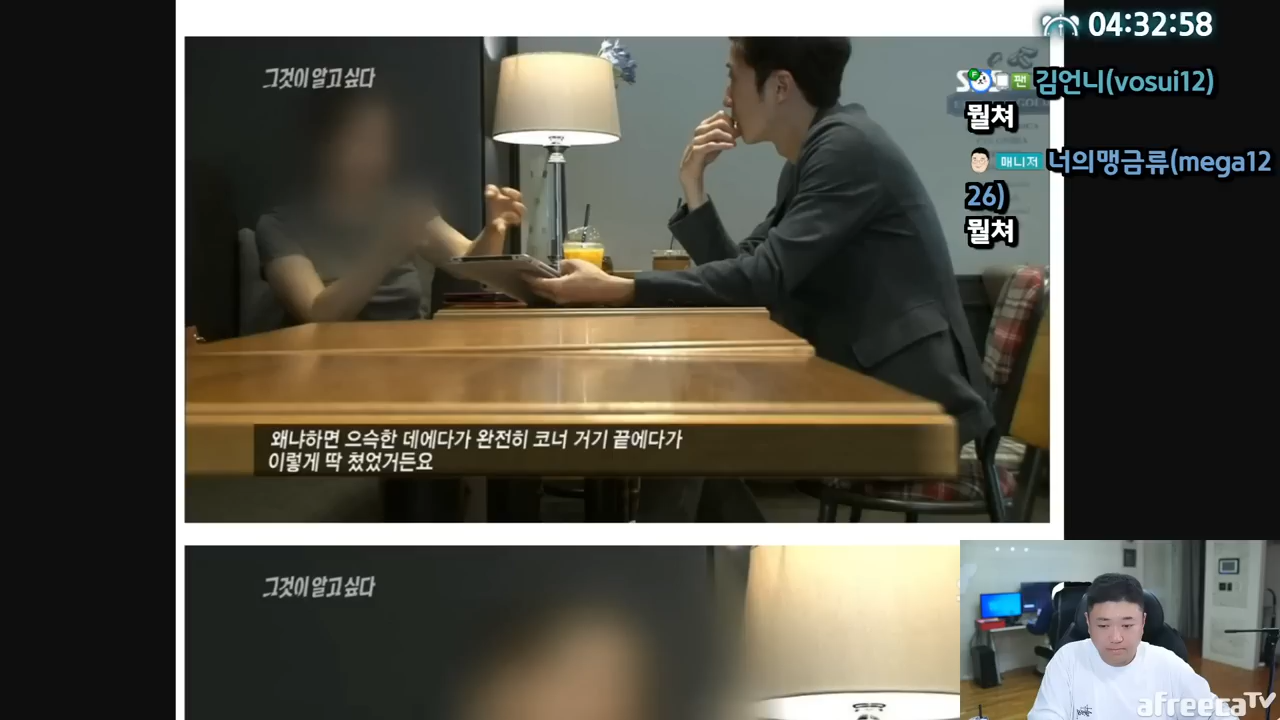 04:32:58
그것이 알고 싶다
팬 김언니(vosui12)
뭘쳐
매니저 너의맹금류(mega12
26)
뭘쳐
왜냐하면 으슥한 데에다가 완전히 코너 거기 끝에다가
이렇게 딱 쳤었거든요
그것이 알고 싶다
afreecaTV